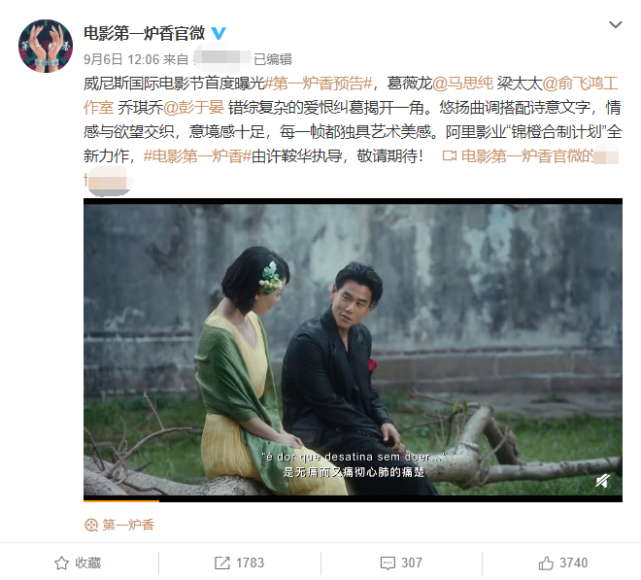 电影第一炉香官微
9月6日 12:06 来自 已编辑
威尼斯国际电影节首度曝光#第一炉香预告#，葛薇龙@马思纯 梁太太@俞飞鸿工
作室 乔琪乔@彭于晏 错综复杂的爱恨纠葛揭开一角。悠扬曲调搭配诗意文字，情
感与欲望交织，意境感十足，每一帧都独具艺术美感。阿里影业“锦橙合制计划”全
新力作，#电影第一炉香#由许鞍华执导，敬请期待！ 电影第一炉香官微的
"é dor que desatina sem doer..."
是无痛而又痛彻心肺的痛楚
第一炉香
收藏 1783 307 3740